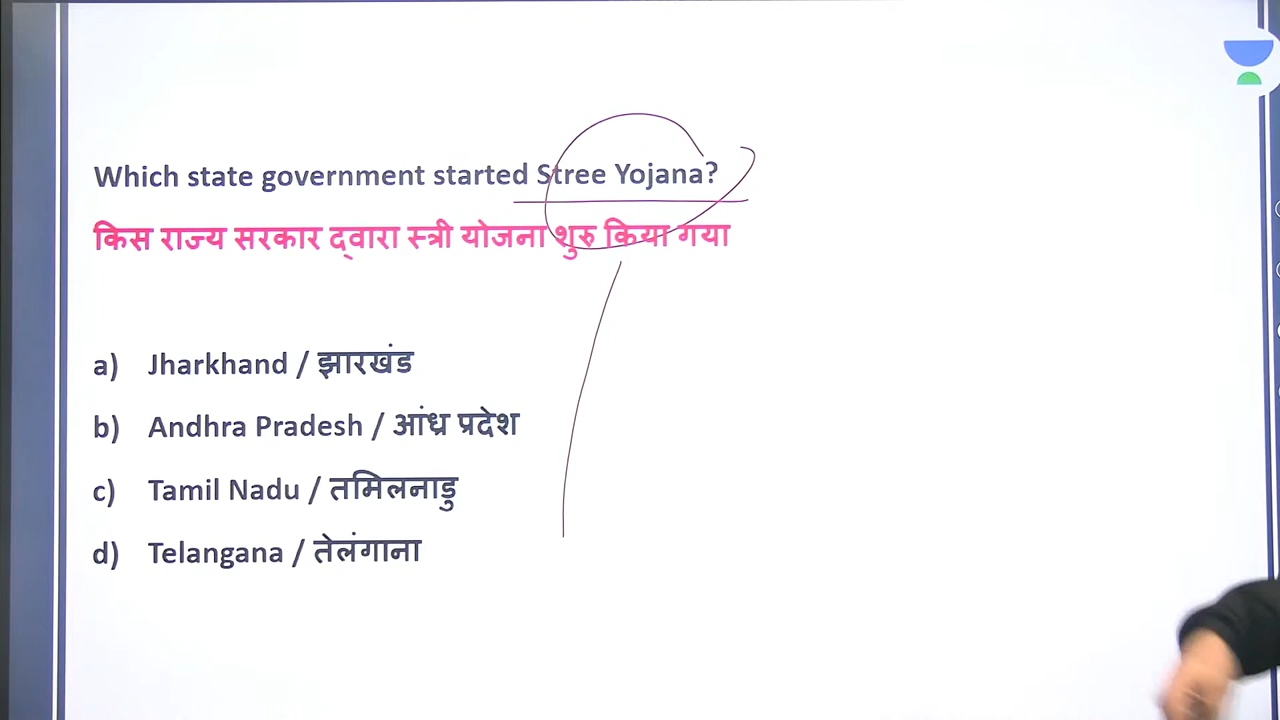 Which state government started Stree Yojana?
किस राज्य सरकार द्वारा स्त्री योजना शुरु किया गया
a) Jharkhand / झारखंड
b) Andhra Pradesh / आंध्र प्रदेश
c) Tamil Nadu / तमिलनाडु
d) Telangana / तेलंगाना